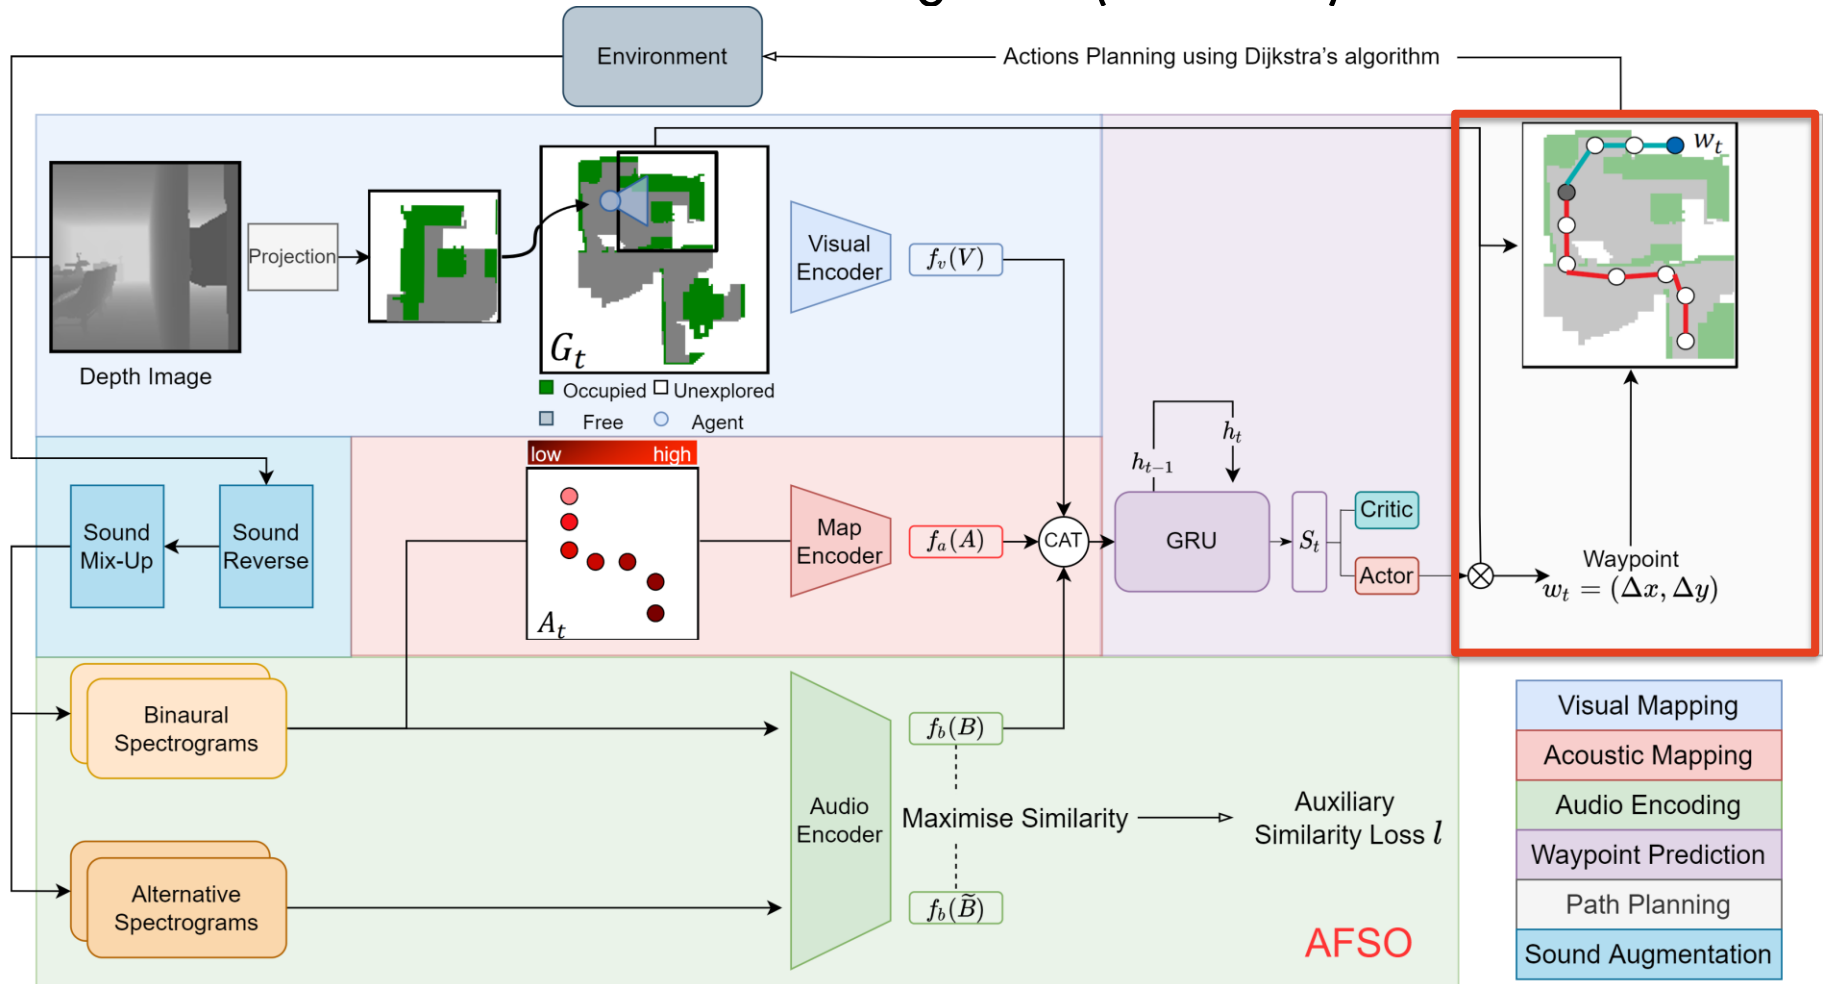 Environment
Actions Planning using Dijkstra's algorithm
Projection
Depth Image
G_t
Occupied
Unexplored
Free
Agent
Visual
Encoder
f_v(V)
w_t
Sound
Mix-Up
Sound
Reverse
low
high
A_t
Map
Encoder
f_a(A)
CAT
h_{t-1}
h_t
GRU
S_t
Critic
Actor
Waypoint
w_t = (Δx, Δy)
Binaural
Spectrograms
Alternative
Spectrograms
Audio
Encoder
f_b(B)
Maximise Similarity
f_b(B̃)
Auxiliary
Similarity Loss l
AFSO
Visual Mapping
Acoustic Mapping
Audio Encoding
Waypoint Prediction
Path Planning
Sound Augmentation